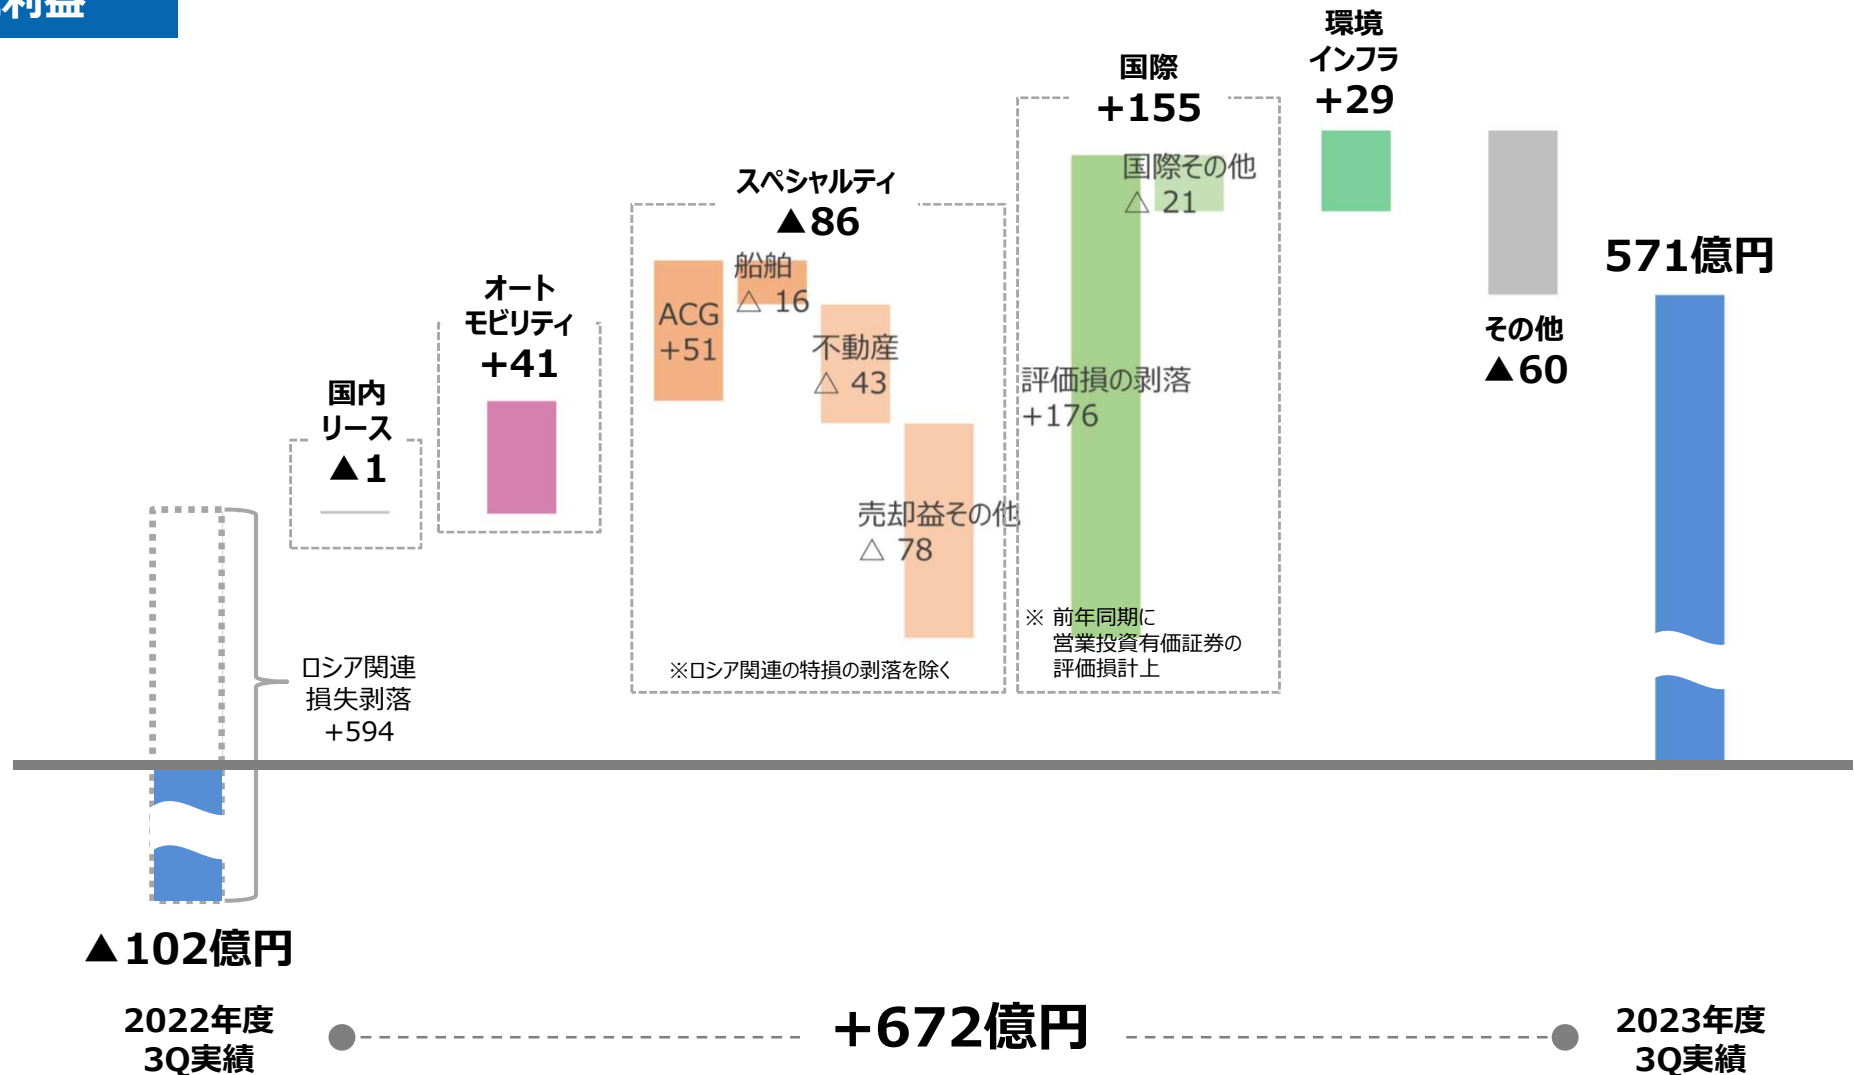 利益
国内
リース
▲1
オート
モビリティ
+41
スペシャルティ
▲86
ACG
+51
船舶
△ 16
不動産
△ 43
売却益その他
△ 78
※ロシア関連の特損の剥落を除く
国際
+155
国際その他
△ 21
評価損の剥落
+176
※ 前年同期に
営業投資有価証券の
評価損計上
環境
インフラ
+29
その他
▲60
571億円
ロシア関連
損失剥落
+594
▲102億円
2022年度
3Q実績
+672億円
2023年度
3Q実績